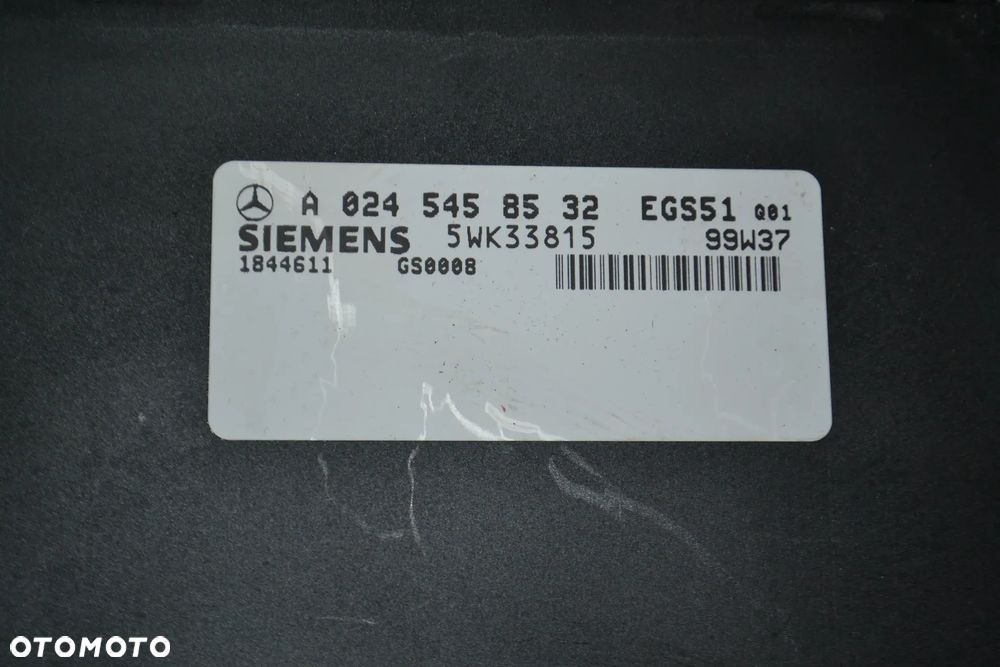 A 024 545 85 32 EGS51 Q01
SIEMENS 5WK33815 99W37
1844611 GS0008
OTOMOTO